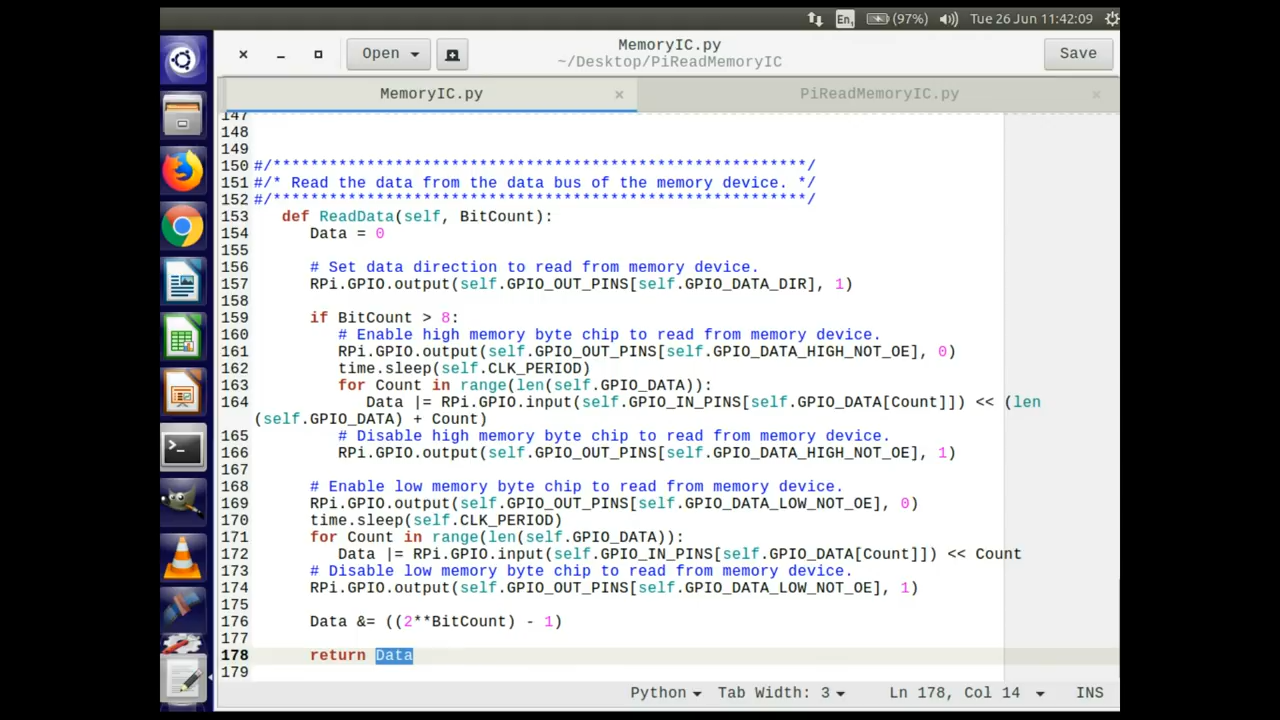 En1 (97%) Tue 26 Jun 11:42:09
Open MemoryIC.py Save
~/Desktop/PiReadMemoryIC
MemoryIC.py × PiReadMemoryIC.py ×
147
148
149
150 #/*********************************************************/
151 #/* Read the data from the data bus of the memory device. */
152 #/*********************************************************/
153 def ReadData(self, BitCount):
154 Data = 0
155
156 # Set data direction to read from memory device.
157 RPi.GPIO.output(self.GPIO_OUT_PINS[self.GPIO_DATA_DIR], 1)
158
159 if BitCount > 8:
160 # Enable high memory byte chip to read from memory device.
161 RPi.GPIO.output(self.GPIO_OUT_PINS[self.GPIO_DATA_HIGH_NOT_OE], 0)
162 time.sleep(self.CLK_PERIOD)
163 for Count in range(len(self.GPIO_DATA)):
164 Data |= RPi.GPIO.input(self.GPIO_IN_PINS[self.GPIO_DATA[Count]]) << (len
(self.GPIO_DATA) + Count)
165 # Disable high memory byte chip to read from memory device.
166 RPi.GPIO.output(self.GPIO_OUT_PINS[self.GPIO_DATA_HIGH_NOT_OE], 1)
167
168 # Enable low memory byte chip to read from memory device.
169 RPi.GPIO.output(self.GPIO_OUT_PINS[self.GPIO_DATA_LOW_NOT_OE], 0)
170 time.sleep(self.CLK_PERIOD)
171 for Count in range(len(self.GPIO_DATA)):
172 Data |= RPi.GPIO.input(self.GPIO_IN_PINS[self.GPIO_DATA[Count]]) << Count
173 # Disable low memory byte chip to read from memory device.
174 RPi.GPIO.output(self.GPIO_OUT_PINS[self.GPIO_DATA_LOW_NOT_OE], 1)
175
176 Data &= ((2**BitCount) - 1)
177
178 return Data
179
Python Tab Width: 3 Ln 178, Col 14 INS